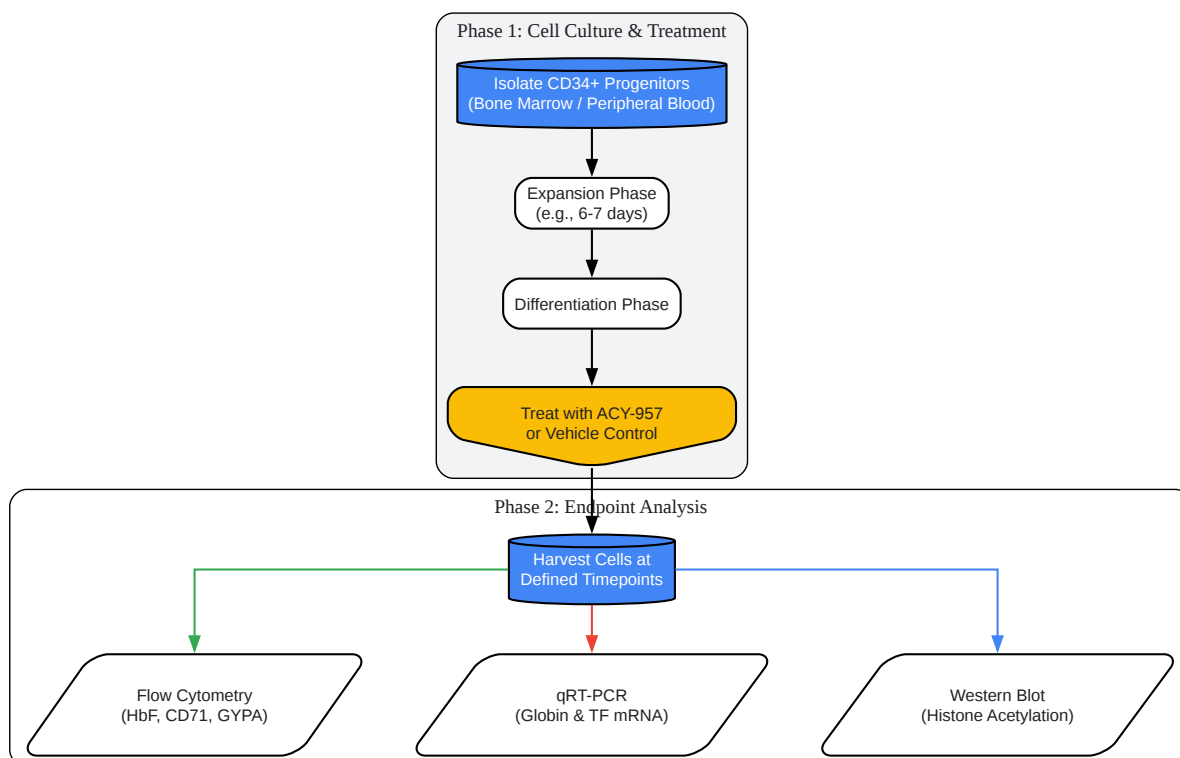 Phase 1: Cell Culture & Treatment
Isolate CD34+ Progenitors
(Bone Marrow / Peripheral Blood)
Expansion Phase
(e.g., 6-7 days)
Differentiation Phase
Treat with ACY-957
or Vehicle Control
Phase 2: Endpoint Analysis
Harvest Cells at
Defined Timepoints
Flow Cytometry
(HbF, CD71, GYPA)
qRT-PCR
(Globin & TF mRNA)
Western Blot
(Histone Acetylation)